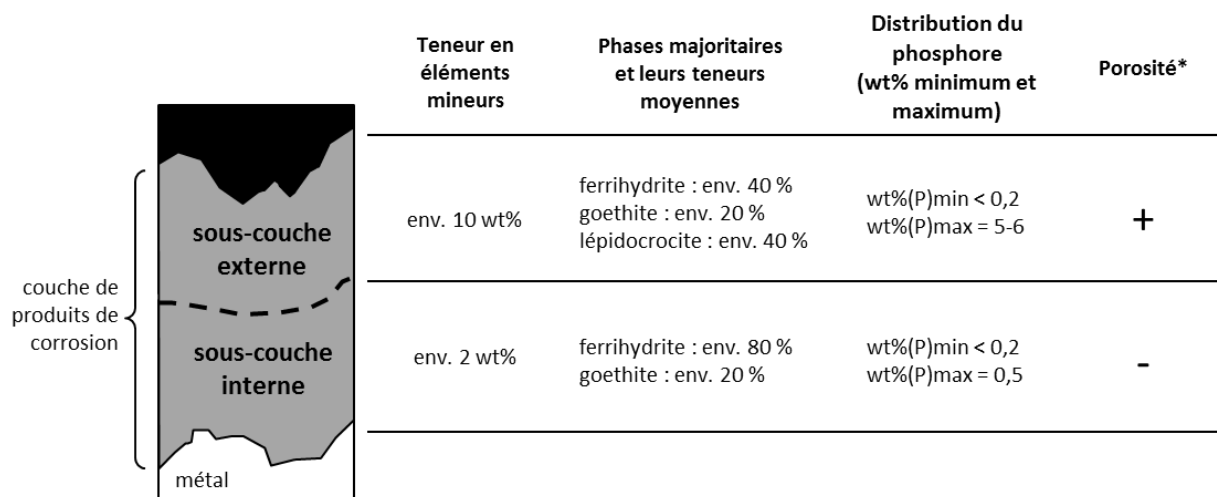 Teneur en
éléments
mineurs
Phases majoritaires
et leurs teneurs
moyennes
Distribution du
phosphore
(wt% minimum et
maximum)
Porosité*
couche de
produits de
corrosion
sous-couche
externe
env. 10 wt%
ferrihydrite : env. 40 %
goethite : env. 20 %
lépidocrocite : env. 40 %
wt%(P)min < 0,2
wt%(P)max = 5-6
+
sous-couche
interne
env. 2 wt%
ferrihydrite : env. 80 %
goethite : env. 20 %
wt%(P)min < 0,2
wt%(P)max = 0,5
-
métal